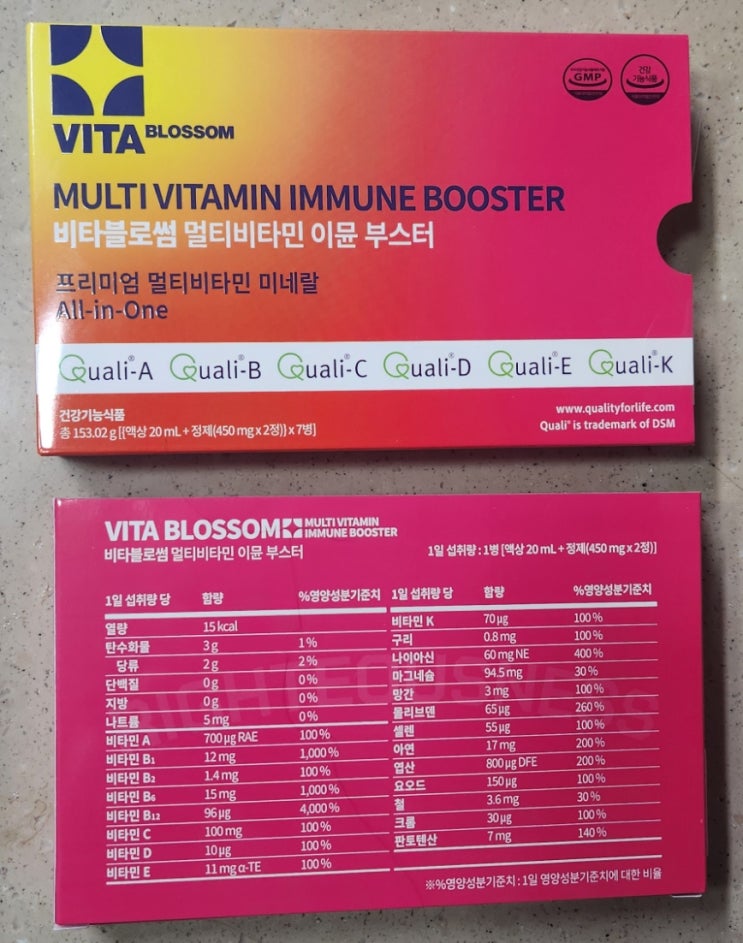 VITA BLOSSOM
MULTI VITAMIN IMMUNE BOOSTER
비타블로썸 멀티비타민 이뮨 부스터
프리미엄 멀티비타민 미네랄
All-in-One
GMP
건강
기능식품
Quali®-A Quali®-B Quali®-C Quali®-D Quali®-E Quali®-K
건강기능식품
총 153.02 g [{액상 20 mL + 정제(450 mg x 2정)} x 7병]
www.qualityforlife.com
Quali® is trademark of DSM
VITA BLOSSOM MULTI VITAMIN IMMUNE BOOSTER
비타블로썸 멀티비타민 이뮨 부스터
1일 섭취량 : 1병 [액상 20 mL + 정제(450 mg x 2정)]
1일 섭취량 당 함량 %영양성분기준치
열량 15 kcal
탄수화물 3 g 1 %
당류 2 g 2 %
단백질 0 g 0 %
지방 0 g 0 %
나트륨 5 mg 0 %
비타민 A 700 µg RAE 100 %
비타민 B1 12 mg 1,000 %
비타민 B2 1.4 mg 100 %
비타민 B6 15 mg 1,000 %
비타민 B12 96 µg 4,000 %
비타민 C 100 mg 100 %
비타민 D 10 µg 100 %
비타민 E 11 mg α-TE 100 %
1일 섭취량 당 함량 %영양성분기준치
비타민 K 70 µg 100 %
구리 0.8 mg 100 %
나이아신 60 mg NE 400 %
마그네슘 94.5 mg 30 %
망간 3 mg 100 %
몰리브덴 65 µg 260 %
셀렌 55 µg 100 %
아연 17 mg 200 %
엽산 800 µg DFE 200 %
요오드 150 µg 100 %
철 3.6 mg 30 %
크롬 30 µg 100 %
판토텐산 7 mg 140 %
※%영양성분기준치 : 1일 영양성분기준치에 대한 비율